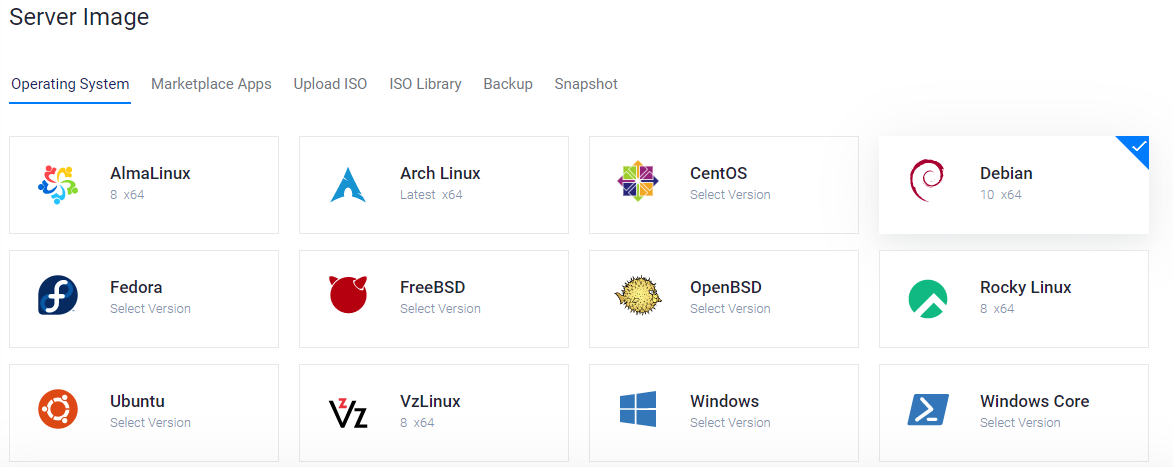 Server Image
Operating System Marketplace Apps Upload ISO ISO Library Backup Snapshot
AlmaLinux
8 x64
Arch Linux
Latest x64
CentOS
Select Version
Debian
10 x64
Fedora
Select Version
FreeBSD
Select Version
OpenBSD
Select Version
Rocky Linux
8 x64
Ubuntu
Select Version
Vz
VzLinux
8 x64
Windows
Select Version
Windows Core
Select Version